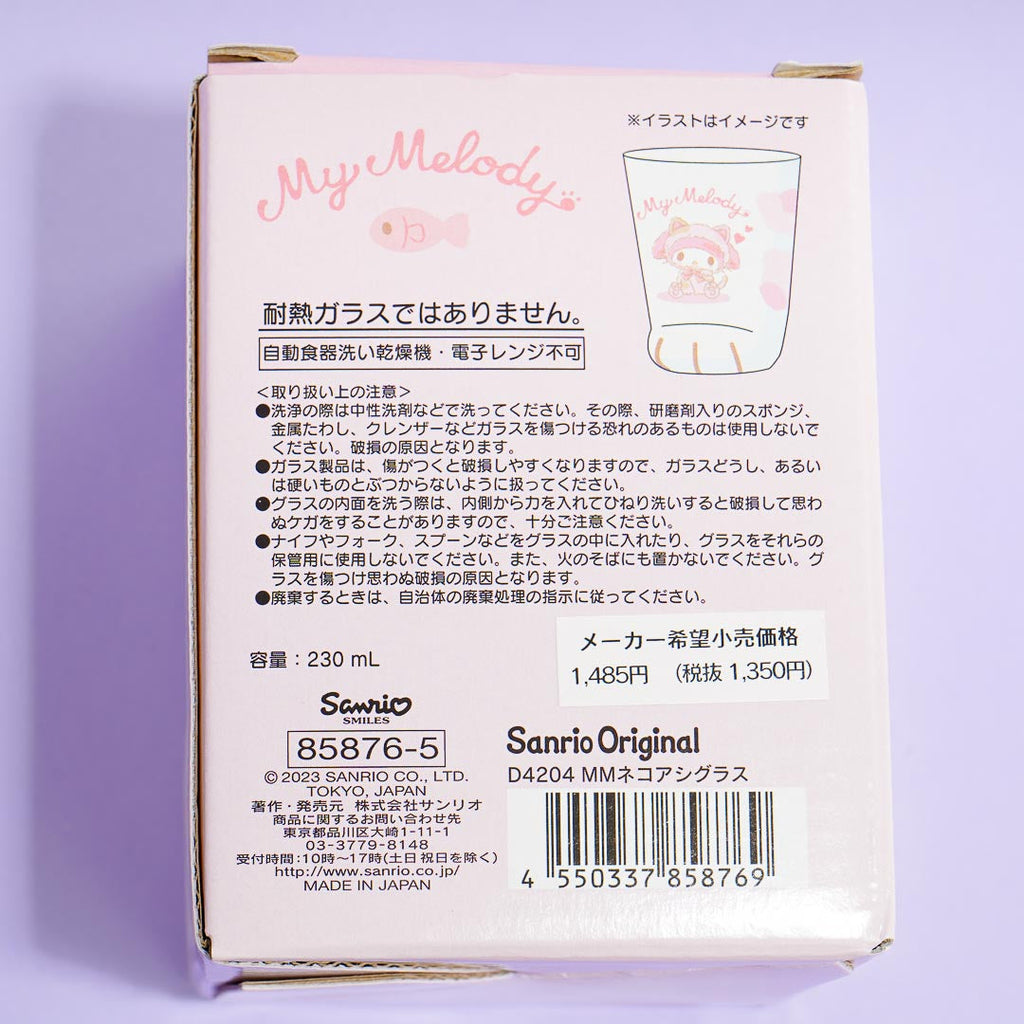 My Melody
※イラストはイメージです
My Melody
耐熱ガラスではありません。
自動食器洗い乾燥機・電子レンジ不可
＜取り扱い上の注意＞
●洗浄の際は中性洗剤などで洗ってください。その際、研磨剤入りのスポンジ、
金属たわし、クレンザーなどガラスを傷つける恐れのあるものは使用しないで
ください。破損の原因となります。
●ガラス製品は、傷がつくと破損しやすくなりますので、ガラスどうし、あるい
は硬いものとぶつからないように扱ってください。
●グラスの内面を洗う際は、内側から力を入れてひねり洗いすると破損して思わ
ぬケガをすることがありますので、十分ご注意ください。
●ナイフやフォーク、スプーンなどをグラスの中に入れたり、グラスをそれらの
保管用に使用しないでください。また、火のそばにも置かないでください。グ
ラスを傷つけ思わぬ破損の原因となります。
●廃棄するときは、自治体の廃棄処理の指示に従ってください。
メーカー希望小売価格
1,485円 （税抜 1,350円）
容量：230 mL
Sanrio
SMILES
85876-5
© 2023 SANRIO CO., LTD.
TOKYO, JAPAN
著作・発売元 株式会社サンリオ
商品に関するお問い合わせ先
東京都品川区大崎1-11-1
03-3779-8148
受付時間：10時～17時(土日祝日を除く)
http://www.sanrio.co.jp/
MADE IN JAPAN
Sanrio Original
D4204 MMネコアシグラス
4 550337 858769